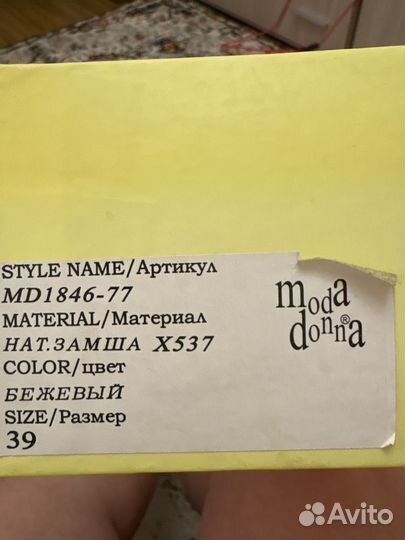 STYLE NAME/Артикул
MD1846-77
MATERIAL/Материал
НАТ.ЗАМША X537
COLOR/цвет
БЕЖЕВЫЙ
SIZE/Размер
39
moda
donna®
Avito